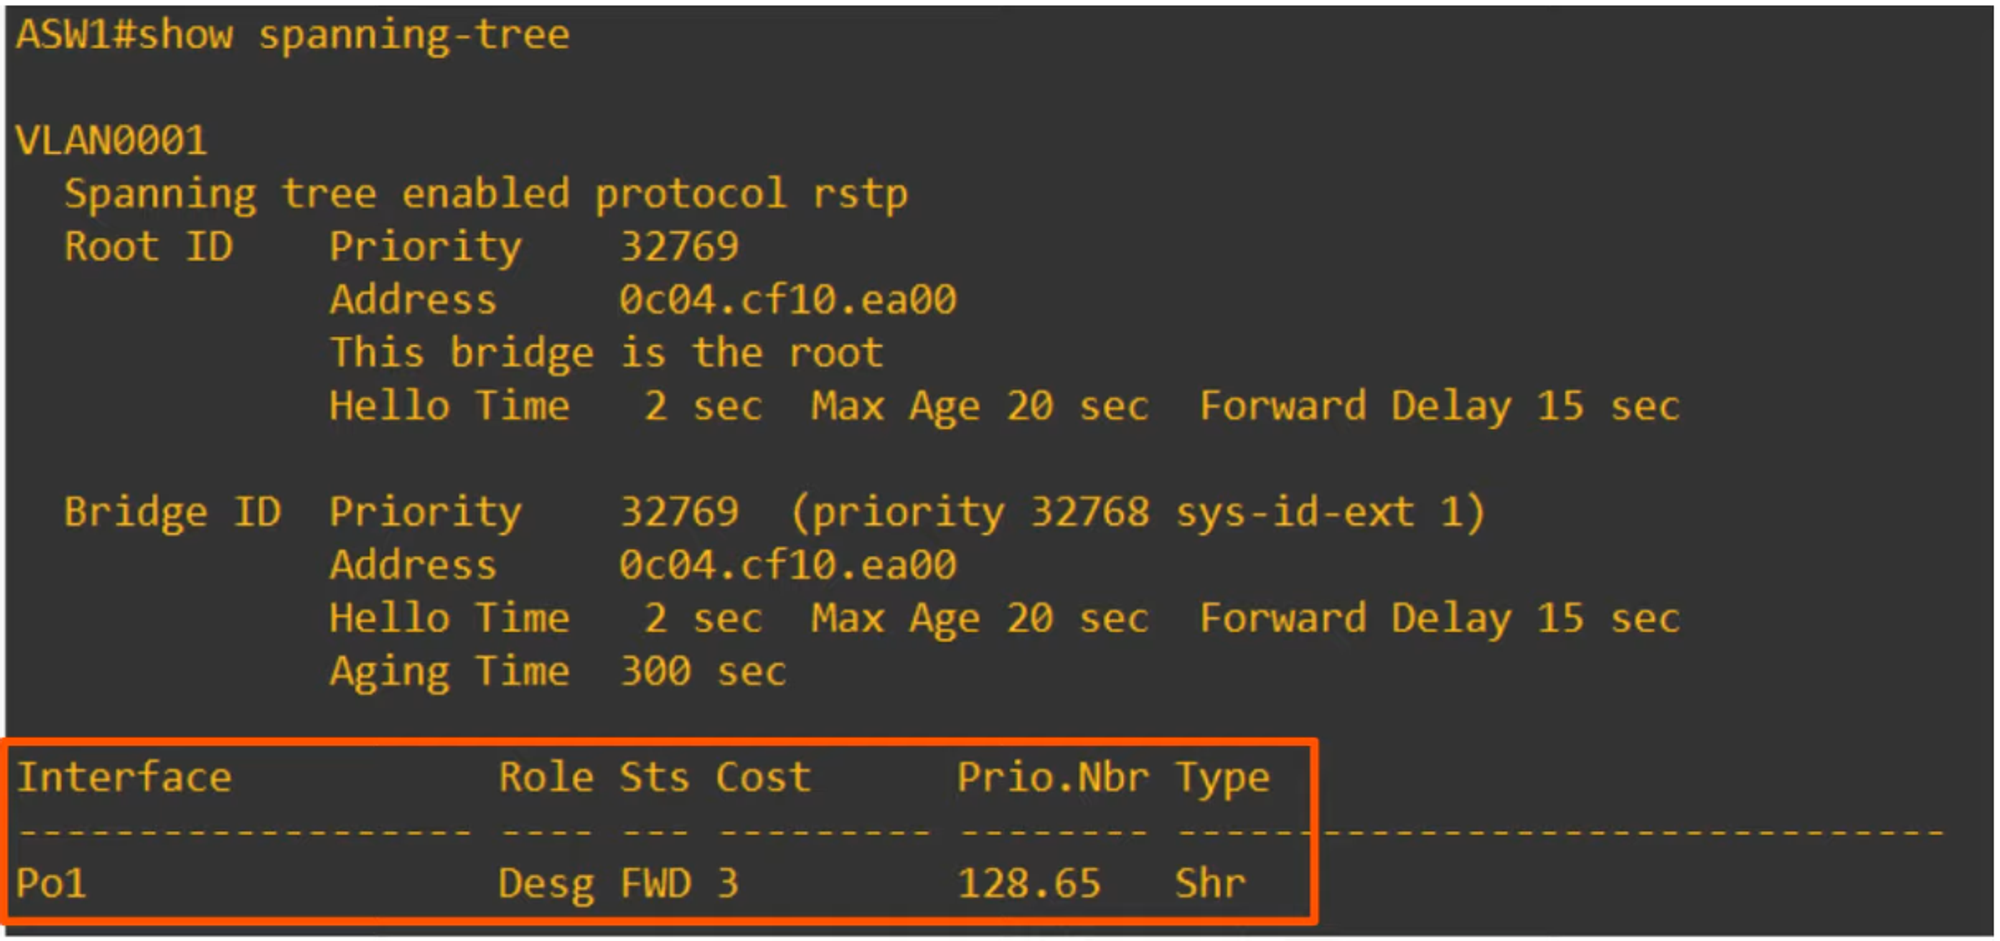 ASW1#show spanning-tree
VLAN0001
  Spanning tree enabled protocol rstp
  Root ID    Priority    32769
             Address     0c04.cf10.ea00
             This bridge is the root
             Hello Time   2 sec  Max Age 20 sec  Forward Delay 15 sec
  Bridge ID  Priority    32769  (priority 32768 sys-id-ext 1)
             Address     0c04.cf10.ea00
             Hello Time   2 sec  Max Age 20 sec  Forward Delay 15 sec
             Aging Time  300 sec
Interface           Role Sts Cost      Prio.Nbr Type
------------------- ---- --- --------- -------- --------------------------------
Po1                 Desg FWD 3         128.65   Shr